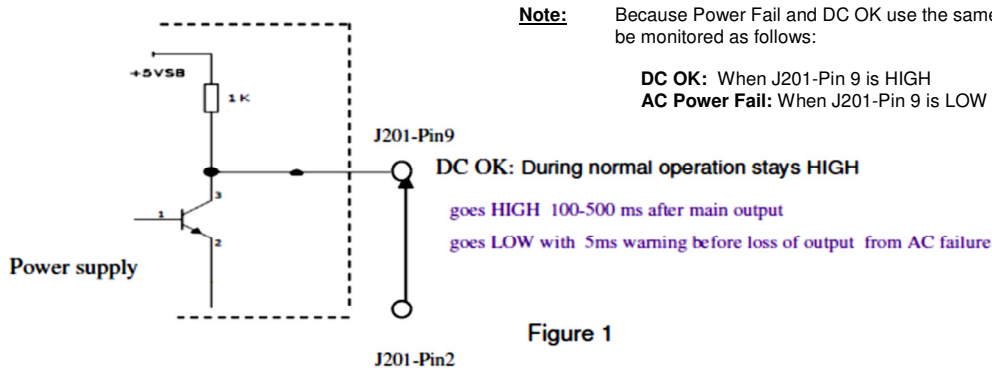 Note: Because Power Fail and DC OK use the same
be monitored as follows:
DC OK: When J201-Pin 9 is HIGH
AC Power Fail: When J201-Pin 9 is LOW
+5VSB
1K
J201-Pin9
DC OK: During normal operation stays HIGH
3
1
goes HIGH 100-500 ms after main output
2
goes LOW with 5ms warning before loss of output from AC failure
Power supply
Figure 1
J201-Pin2